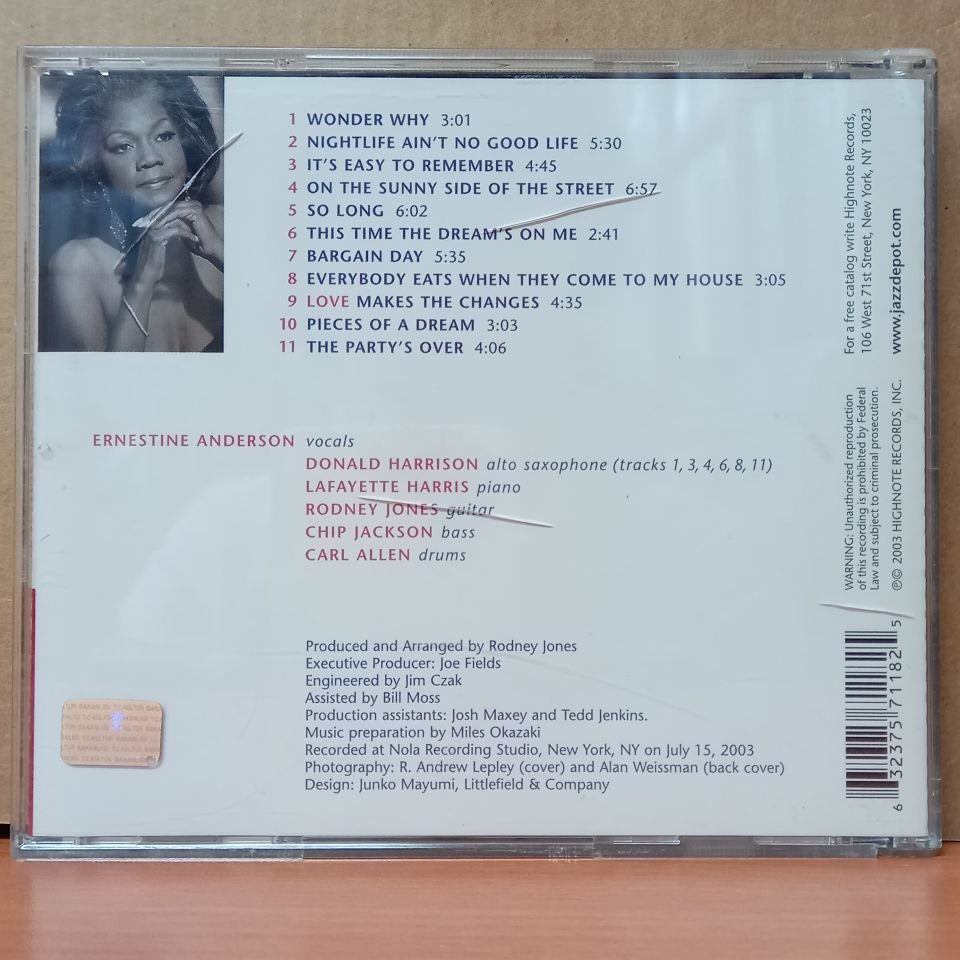 1 WONDER WHY 3:01
2 NIGHTLIFE AIN'T NO GOOD LIFE 5:30
3 IT'S EASY TO REMEMBER 4:45
4 ON THE SUNNY SIDE OF THE STREET 6:57
5 SO LONG 6:02
6 THIS TIME THE DREAM'S ON ME 2:41
7 BARGAIN DAY 5:35
8 EVERYBODY EATS WHEN THEY COME TO MY HOUSE 3:05
9 LOVE MAKES THE CHANGES 4:35
10 PIECES OF A DREAM 3:03
11 THE PARTY'S OVER 4:06
ERNESTINE ANDERSON vocals
DONALD HARRISON alto saxophone (tracks 1, 3, 4, 6, 8, 11)
LAFAYETTE HARRIS piano
RODNEY JONES guitar
CHIP JACKSON bass
CARL ALLEN drums
Produced and Arranged by Rodney Jones
Executive Producer: Joe Fields
Engineered by Jim Czak
Assisted by Bill Moss
Production assistants: Josh Maxey and Tedd Jenkins.
Music preparation by Miles Okazaki
Recorded at Nola Recording Studio, New York, NY on July 15, 2003
Photography: R. Andrew Lepley (cover) and Alan Weissman (back cover)
Design: Junko Mayumi, Littlefield & Company
For a free catalog write Highnote Records,
106 West 71st Street, New York, NY 10023
www.jazzdepot.com
WARNING: Unauthorized reproduction
of this recording is prohibited by Federal
Law and subject to criminal prosecution.
℗© 2003 HIGHNOTE RECORDS, INC.
6 32375 71182 5